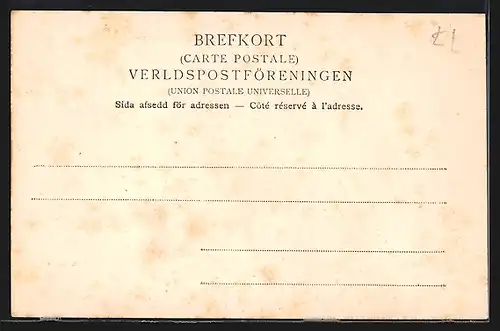 BREFKORT
(CARTE POSTALE)
VERLDSPOSTFÖRENINGEN
(UNION POSTALE UNIVERSELLE)
Sida afsedd för adressen — Côté réservé à l'adresse.